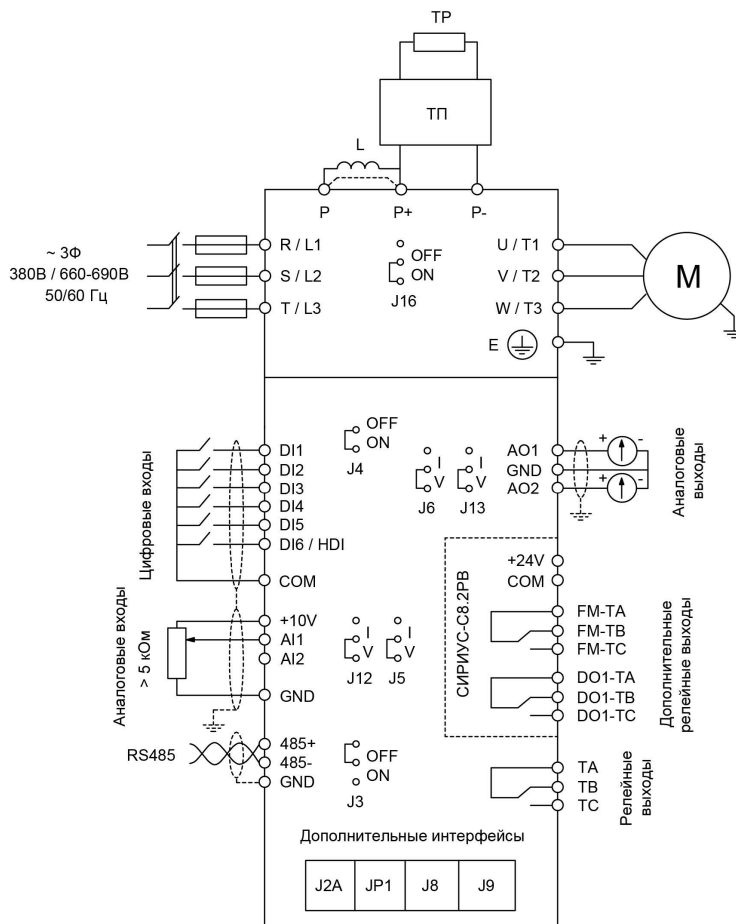 ТР
ТП
L
P
P+
P-
~ 3Ф
380В / 660-690В
50/60 Гц
R / L1
S / L2
T / L3
OFF
ON
J16
U / T1
V / T2
W / T3
E
M
Цифровые входы
DI1
DI2
DI3
DI4
DI5
DI6 / HDI
COM
OFF
ON
J4
I
V
J6
I
V
J13
AO1
GND
AO2
+
-
+
-
Аналоговые
выходы
Аналоговые входы
> 5 кОм
+10V
AI1
AI2
GND
I
V
J12
I
V
J5
СИРИУС-С8.2РВ
+24V
COM
FM-TA
FM-TB
FM-TC
DO1-TA
DO1-TB
DO1-TC
Дополнительные
релейные выходы
RS485
485+
485-
GND
OFF
ON
J3
TA
TB
TC
Релейные
выходы
Дополнительные интерфейсы
J2A
JP1
J8
J9